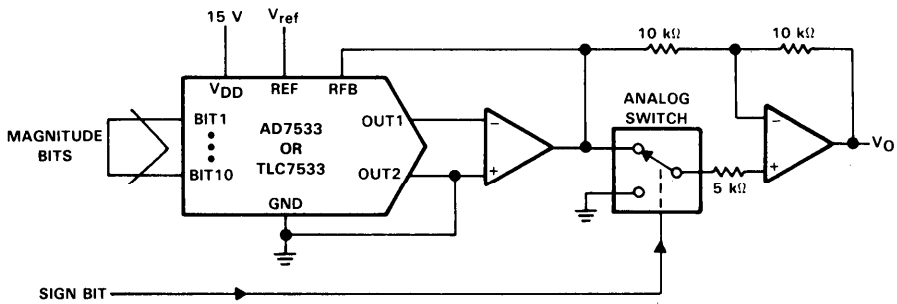 15 V
Vref
10 kΩ
10 kΩ
VDD
REF
RFB
ANALOG
SWITCH
MAGNITUDE
BITS
BIT1
BIT10
AD7533
OR
TLC7533
OUT1
OUT2
GND
−
+
−
+
VO
5 kΩ
SIGN BIT